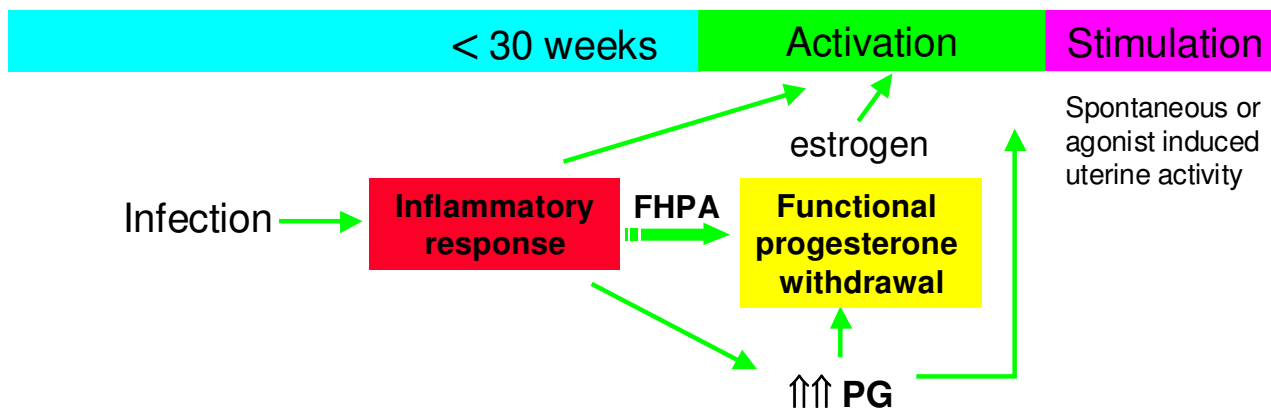 < 30 weeks
Activation
Stimulation
Spontaneous or
agonist induced
uterine activity
estrogen
Infection
Inflammatory
response
FHPA
Functional
progesterone
withdrawal
⇑⇑ PG